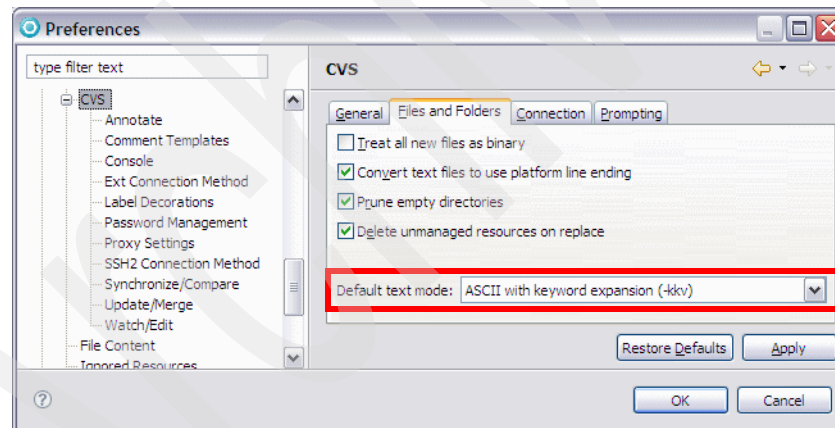 Preferences
type filter text
CVS
Annotate
Comment Templates
Console
Ext Connection Method
Label Decorations
Password Management
Proxy Settings
SSH2 Connection Method
Synchronize/Compare
Update/Merge
Watch/Edit
File Content
Ignored Resources
CVS
General Files and Folders Connection Prompting
Treat all new files as binary
Convert text files to use platform line ending
Prune empty directories
Delete unmanaged resources on replace
Default text mode: ASCII with keyword expansion (-kkv)
Restore Defaults Apply
? OK Cancel